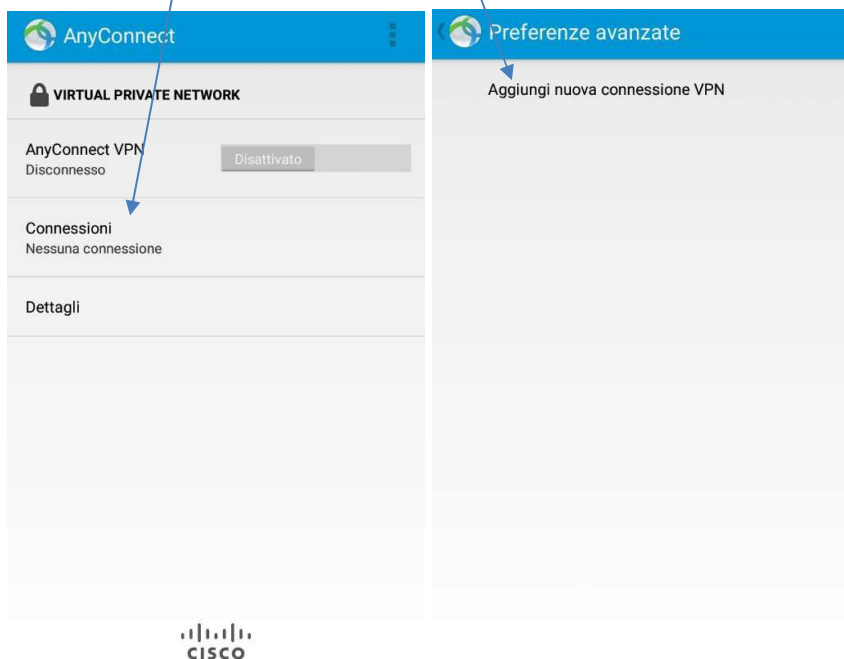 AnyConnect
VIRTUAL PRIVATE NETWORK
AnyConnect VPN
Disconnesso
Disattivato
Connessioni
Nessuna connessione
Dettagli
CISCO
Preferenze avanzate
Aggiungi nuova connessione VPN